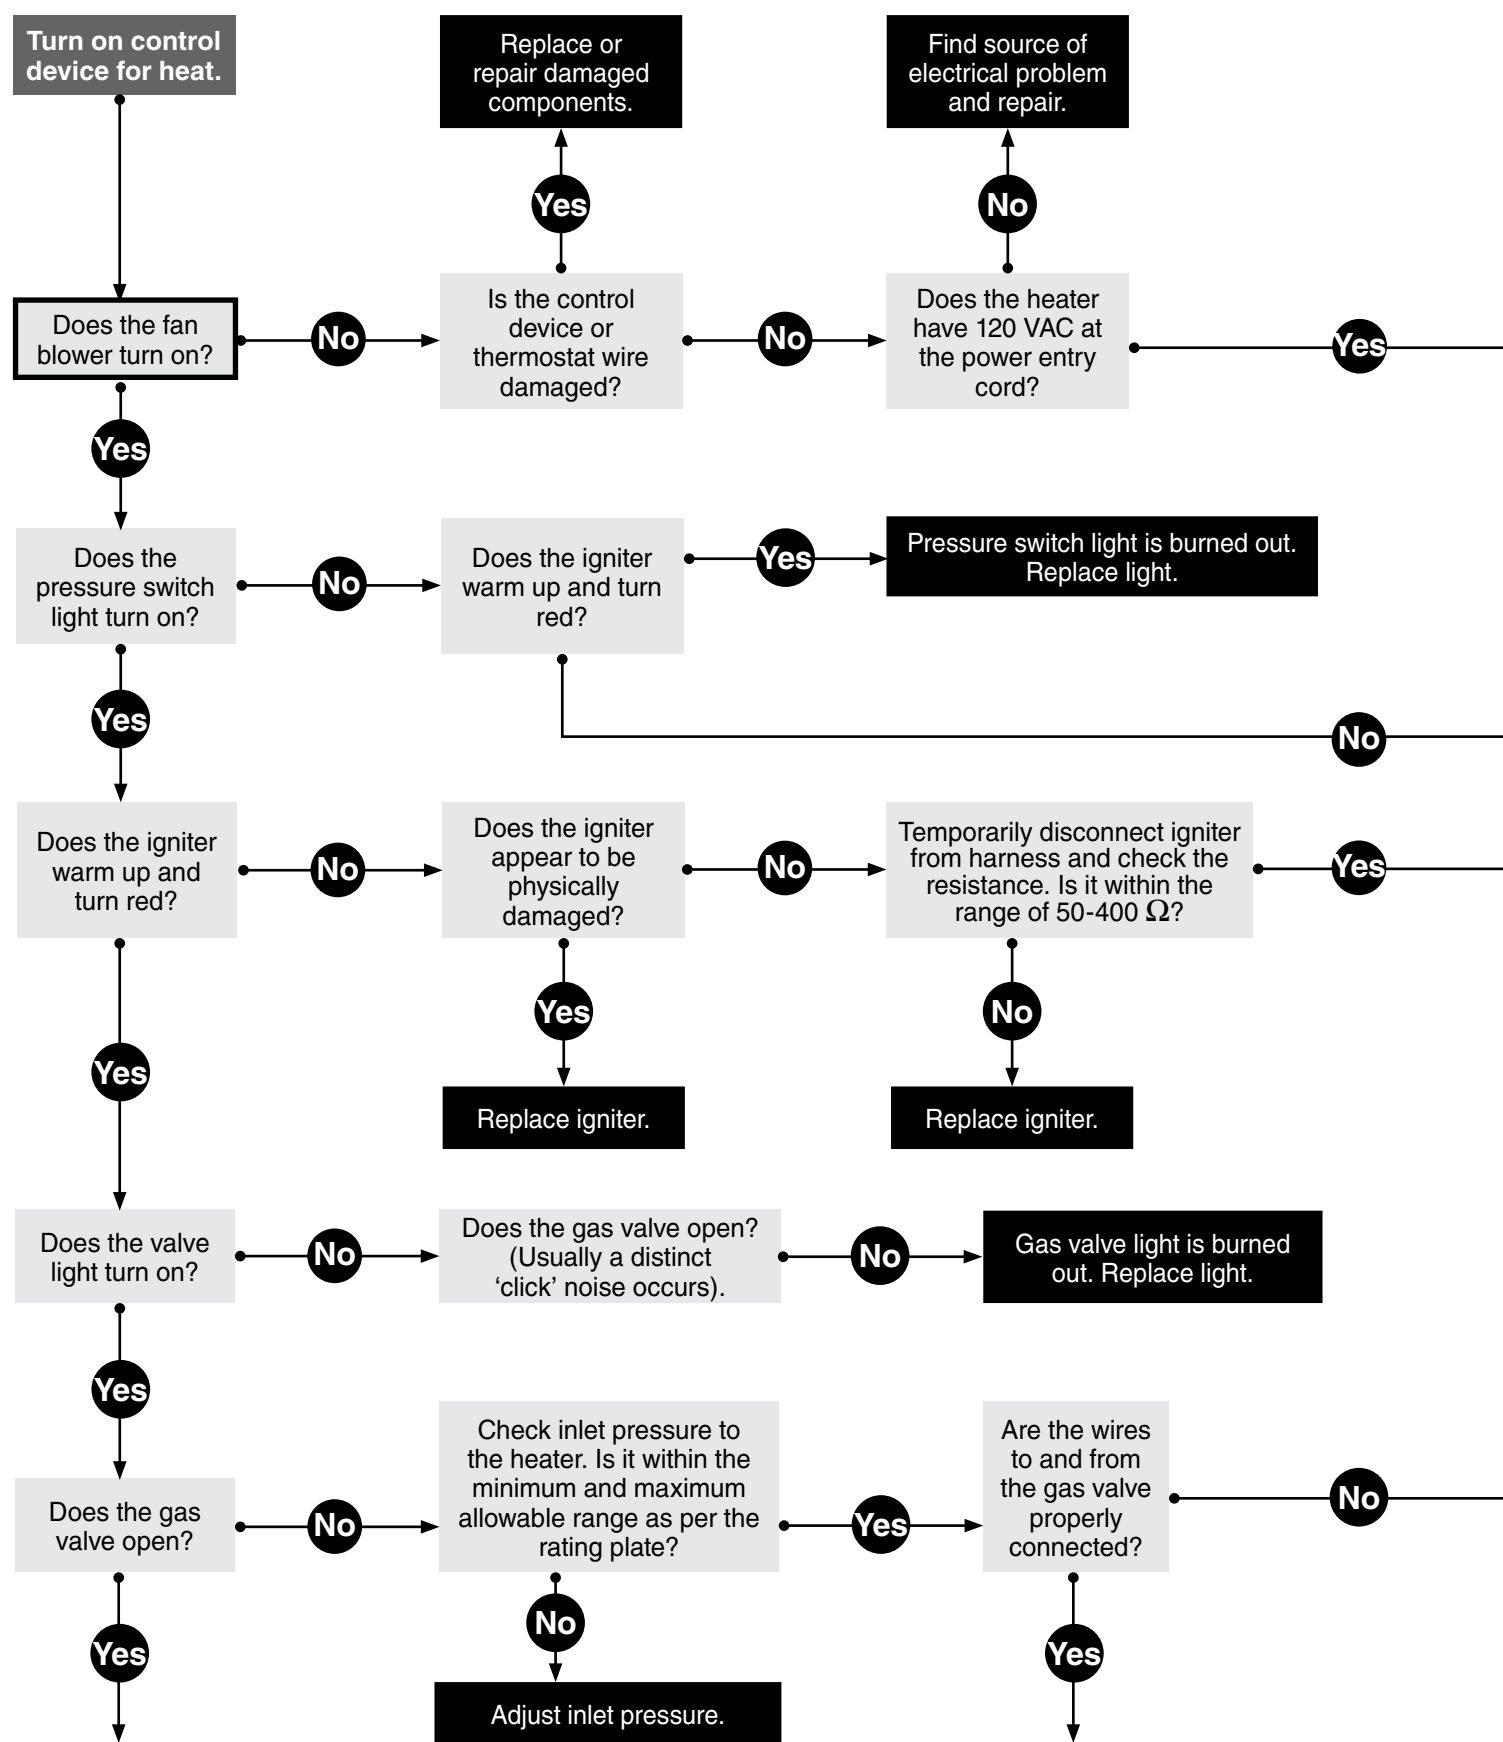 Turn on control
device for heat.
Replace or
repair damaged
components.
Find source of
electrical problem
and repair.
Yes
No
Does the fan
blower turn on?
No
Is the control
device or
thermostat wire
damaged?
No
Does the heater
have 120 VAC at
the power entry
cord?
Yes
Yes
Does the
pressure switch
light turn on?
No
Does the igniter
warm up and turn
red?
Yes
Pressure switch light is burned out.
Replace light.
Yes
No
Does the igniter
warm up and
turn red?
No
Does the igniter
appear to be
physically
damaged?
No
Temporarily disconnect igniter
from harness and check the
resistance. Is it within the
range of 50-400 Ω?
Yes
Yes
Yes
No
Replace igniter.
Replace igniter.
Does the valve
light turn on?
No
Does the gas valve open?
(Usually a distinct
‘click’ noise occurs).
No
Gas valve light is burned
out. Replace light.
Yes
Does the gas
valve open?
No
Check inlet pressure to
the heater. Is it within the
minimum and maximum
allowable range as per the
rating plate?
Yes
Are the wires
to and from
the gas valve
properly
connected?
No
Yes
No
Yes
Adjust inlet pressure.